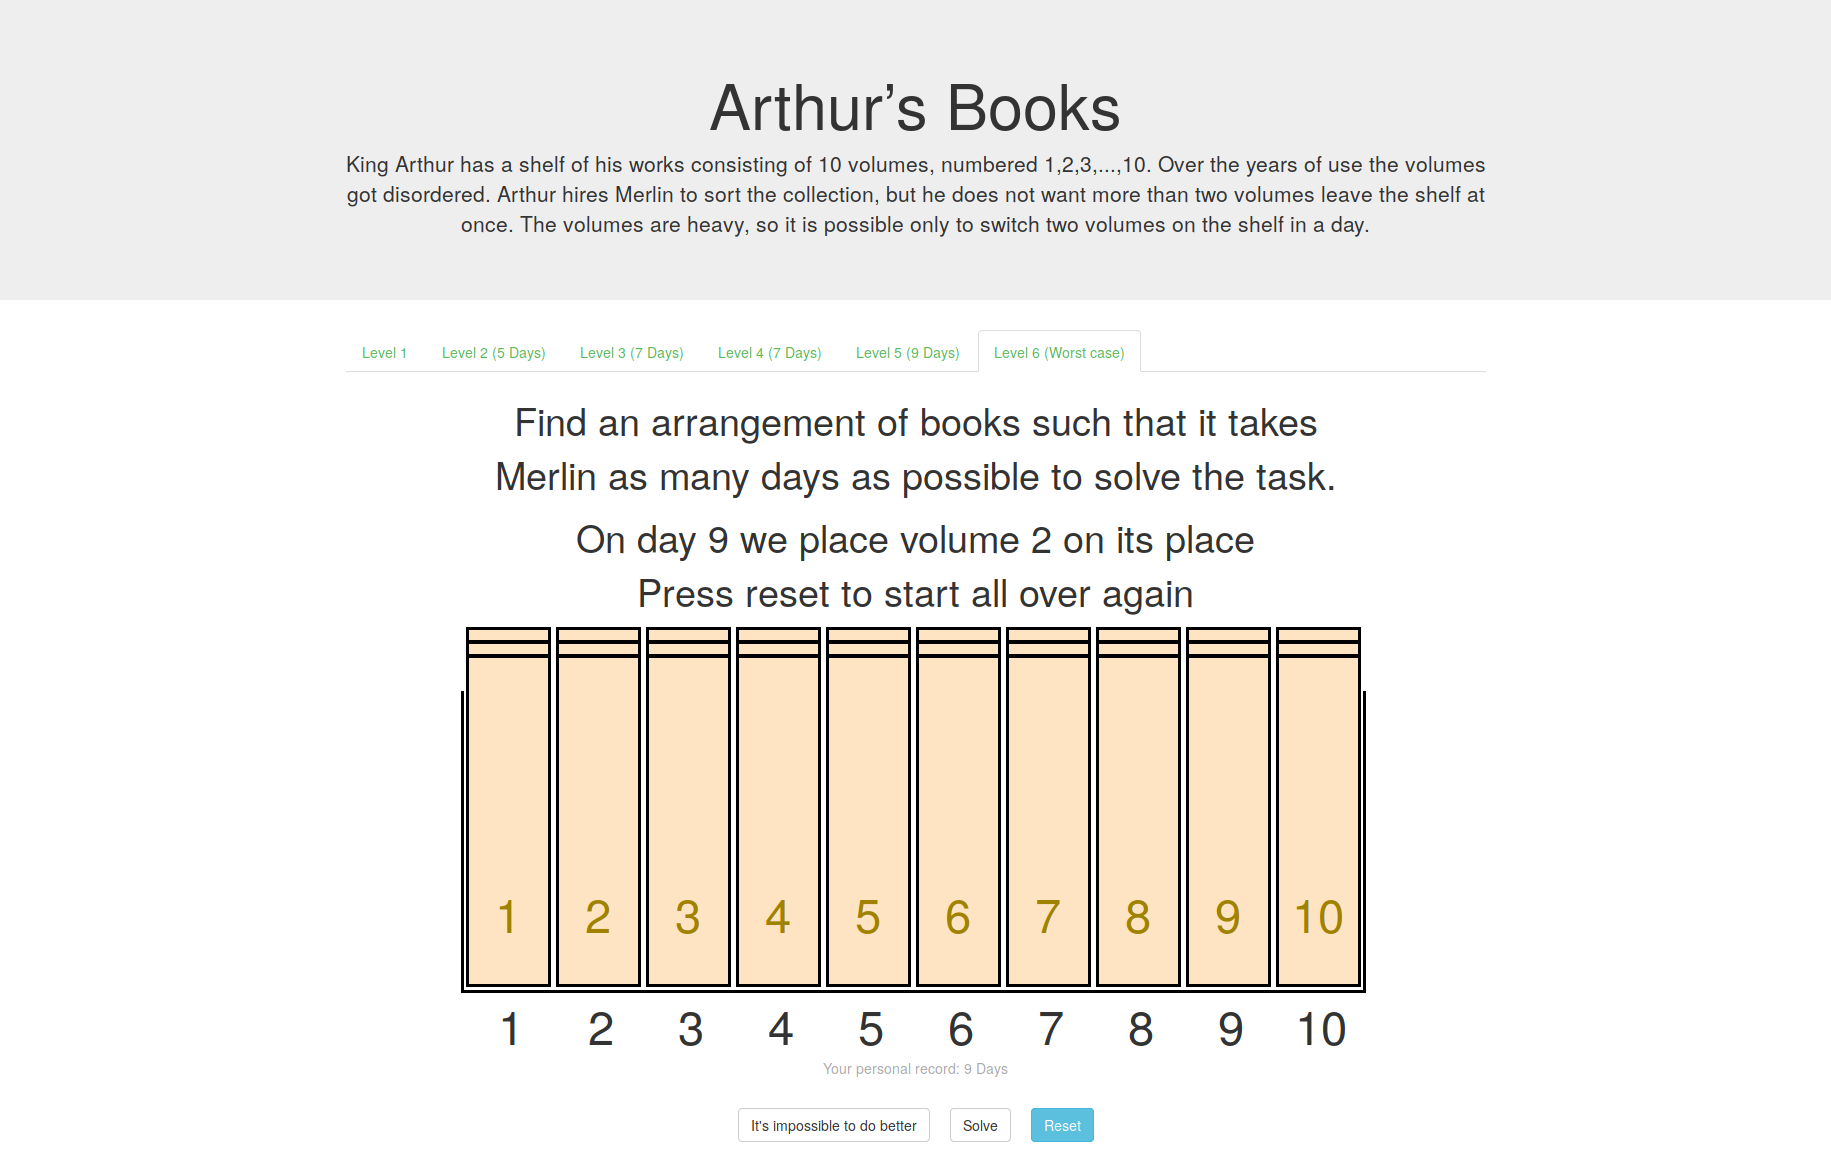 Arthur’s Books
King Arthur has a shelf of his works consisting of 10 volumes, numbered 1,2,3,...,10. Over the years of use the volumes
got disordered. Arthur hires Merlin to sort the collection, but he does not want more than two volumes leave the shelf at
once. The volumes are heavy, so it is possible only to switch two volumes on the shelf in a day.
Level 1 Level 2 (5 Days) Level 3 (7 Days) Level 4 (7 Days) Level 5 (9 Days) Level 6 (Worst case)
Find an arrangement of books such that it takes
Merlin as many days as possible to solve the task.
On day 9 we place volume 2 on its place
Press reset to start all over again
1 2 3 4 5 6 7 8 9 10
1 2 3 4 5 6 7 8 9 10
Your personal record: 9 Days
It's impossible to do better Solve Reset